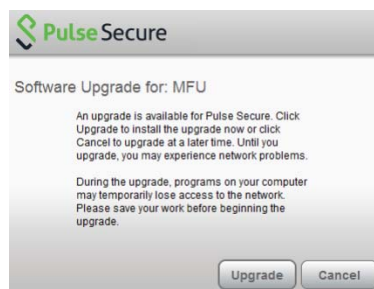 Pulse Secure
Software Upgrade for: MFU
An upgrade is available for Pulse Secure. Click
Upgrade to install the upgrade now or click
Cancel to upgrade at a later time. Until you
upgrade, you may experience network problems.
During the upgrade, programs on your computer
may temporarily lose access to the network.
Please save your work before beginning the
upgrade.
Upgrade Cancel